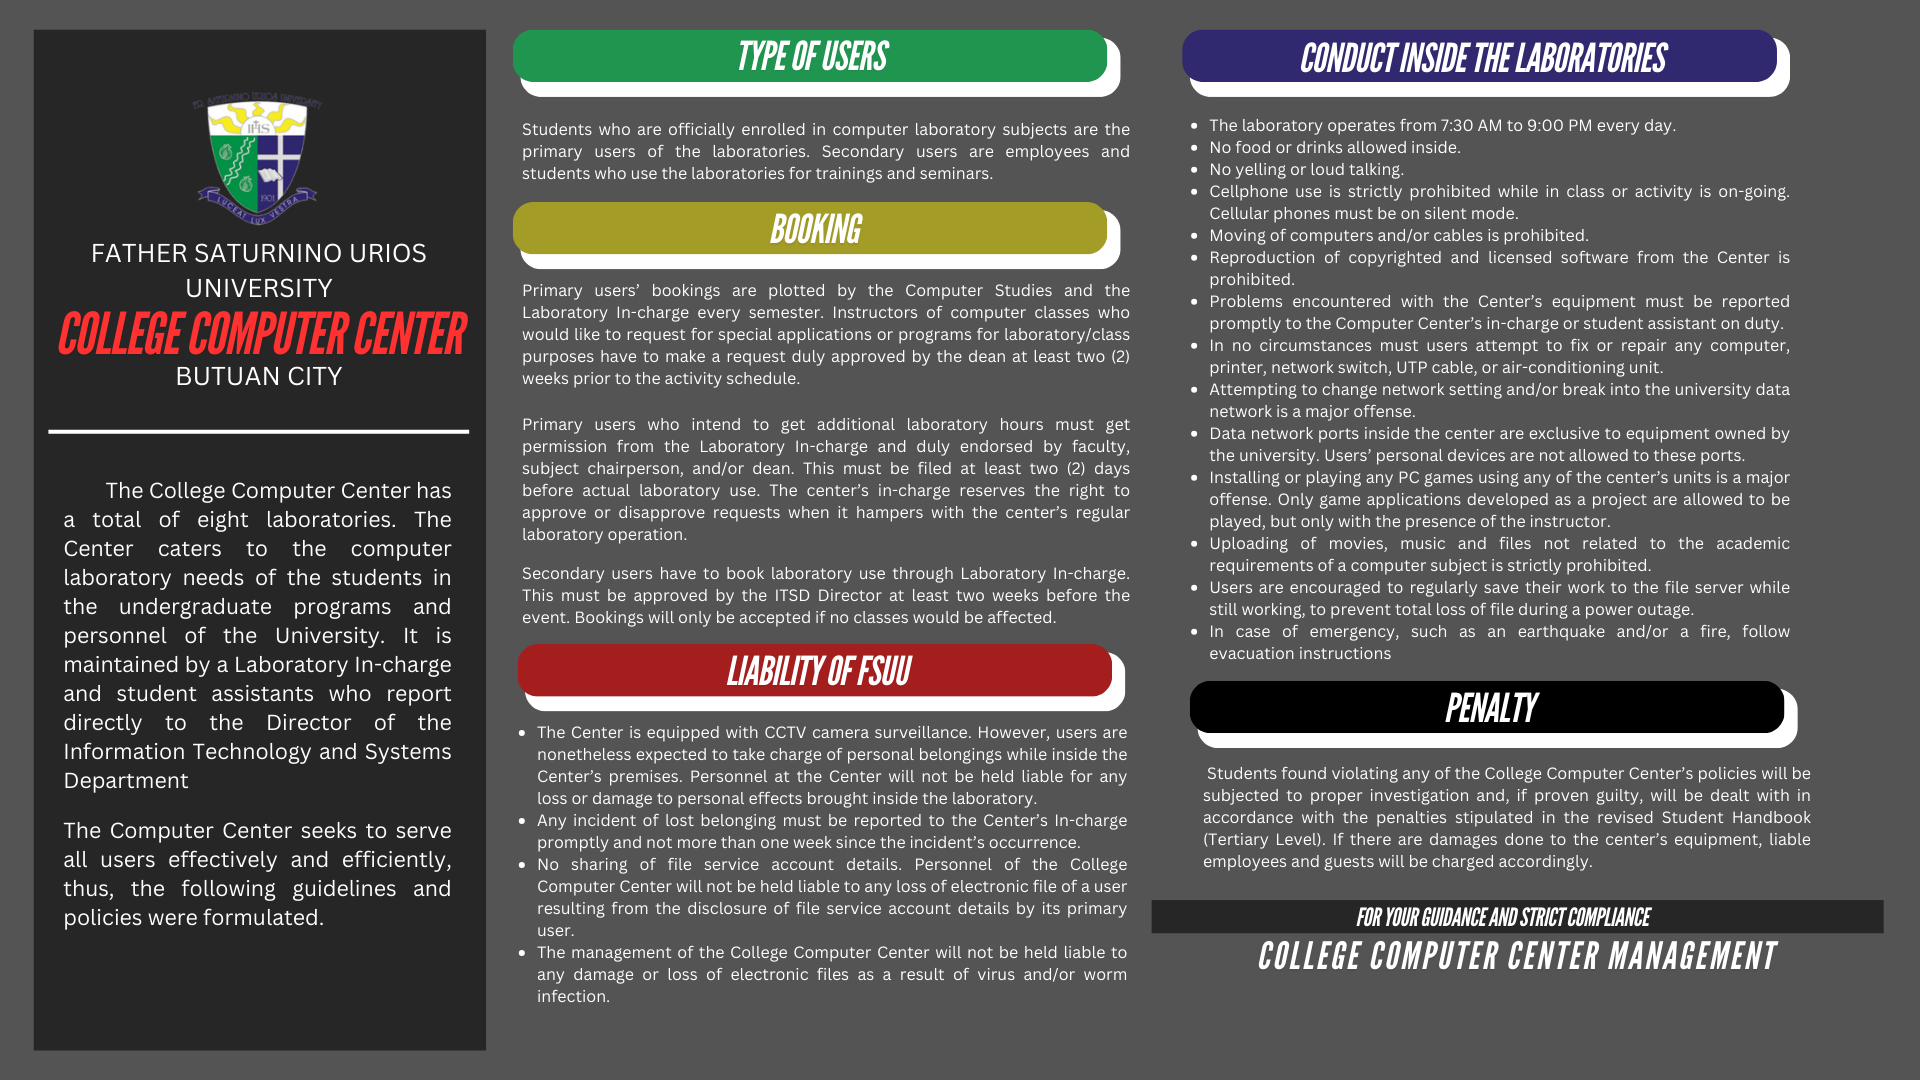 IHS
1901
LUCEAT LUX VESTRA
FATHER SATURNINO URIOS
UNIVERSITY
COLLEGE COMPUTER CENTER
BUTUAN CITY
The College Computer Center has
a total of eight laboratories. The
Center caters to the computer
laboratory needs of the students in
the undergraduate programs and
personnel of the University. It is
maintained by a Laboratory In-charge
and student assistants who report
directly to the Director of the
Information Technology and Systems
Department
The Computer Center seeks to serve
all users effectively and efficiently,
thus, the following guidelines and
policies were formulated.
TYPE OF USERS
Students who are officially enrolled in computer laboratory subjects are the
primary users of the laboratories. Secondary users are employees and
students who use the laboratories for trainings and seminars.
BOOKING
Primary users’ bookings are plotted by the Computer Studies and the
Laboratory In-charge every semester. Instructors of computer classes who
would like to request for special applications or programs for laboratory/class
purposes have to make a request duly approved by the dean at least two (2)
weeks prior to the activity schedule.
Primary users who intend to get additional laboratory hours must get
permission from the Laboratory In-charge and duly endorsed by faculty,
subject chairperson, and/or dean. This must be filed at least two (2) days
before actual laboratory use. The center’s in-charge reserves the right to
approve or disapprove requests when it hampers with the center’s regular
laboratory operation.
Secondary users have to book laboratory use through Laboratory In-charge.
This must be approved by the ITSD Director at least two weeks before the
event. Bookings will only be accepted if no classes would be affected.
LIABILITY OF FSUU
• The Center is equipped with CCTV camera surveillance. However, users are
nonetheless expected to take charge of personal belongings while inside the
Center’s premises. Personnel at the Center will not be held liable for any
loss or damage to personal effects brought inside the laboratory.
• Any incident of lost belonging must be reported to the Center’s In-charge
promptly and not more than one week since the incident’s occurrence.
• No sharing of file service account details. Personnel of the College
Computer Center will not be held liable to any loss of electronic file of a user
resulting from the disclosure of file service account details by its primary
user.
• The management of the College Computer Center will not be held liable to
any damage or loss of electronic files as a result of virus and/or worm
infection.
CONDUCT INSIDE THE LABORATORIES
• The laboratory operates from 7:30 AM to 9:00 PM every day.
• No food or drinks allowed inside.
• No yelling or loud talking.
• Cellphone use is strictly prohibited while in class or activity is on-going.
Cellular phones must be on silent mode.
• Moving of computers and/or cables is prohibited.
• Reproduction of copyrighted and licensed software from the Center is
prohibited.
• Problems encountered with the Center’s equipment must be reported
promptly to the Computer Center’s in-charge or student assistant on duty.
• In no circumstances must users attempt to fix or repair any computer,
printer, network switch, UTP cable, or air-conditioning unit.
• Attempting to change network setting and/or break into the university data
network is a major offense.
• Data network ports inside the center are exclusive to equipment owned by
the university. Users’ personal devices are not allowed to these ports.
• Installing or playing any PC games using any of the center’s units is a major
offense. Only game applications developed as a project are allowed to be
played, but only with the presence of the instructor.
• Uploading of movies, music and files not related to the academic
requirements of a computer subject is strictly prohibited.
• Users are encouraged to regularly save their work to the file server while
still working, to prevent total loss of file during a power outage.
• In case of emergency, such as an earthquake and/or a fire, follow
evacuation instructions
PENALTY
Students found violating any of the College Computer Center’s policies will be
subjected to proper investigation and, if proven guilty, will be dealt with in
accordance with the penalties stipulated in the revised Student Handbook
(Tertiary Level). If there are damages done to the center’s equipment, liable
employees and guests will be charged accordingly.
FOR YOUR GUIDANCE AND STRICT COMPLIANCE
COLLEGE COMPUTER CENTER MANAGEMENT